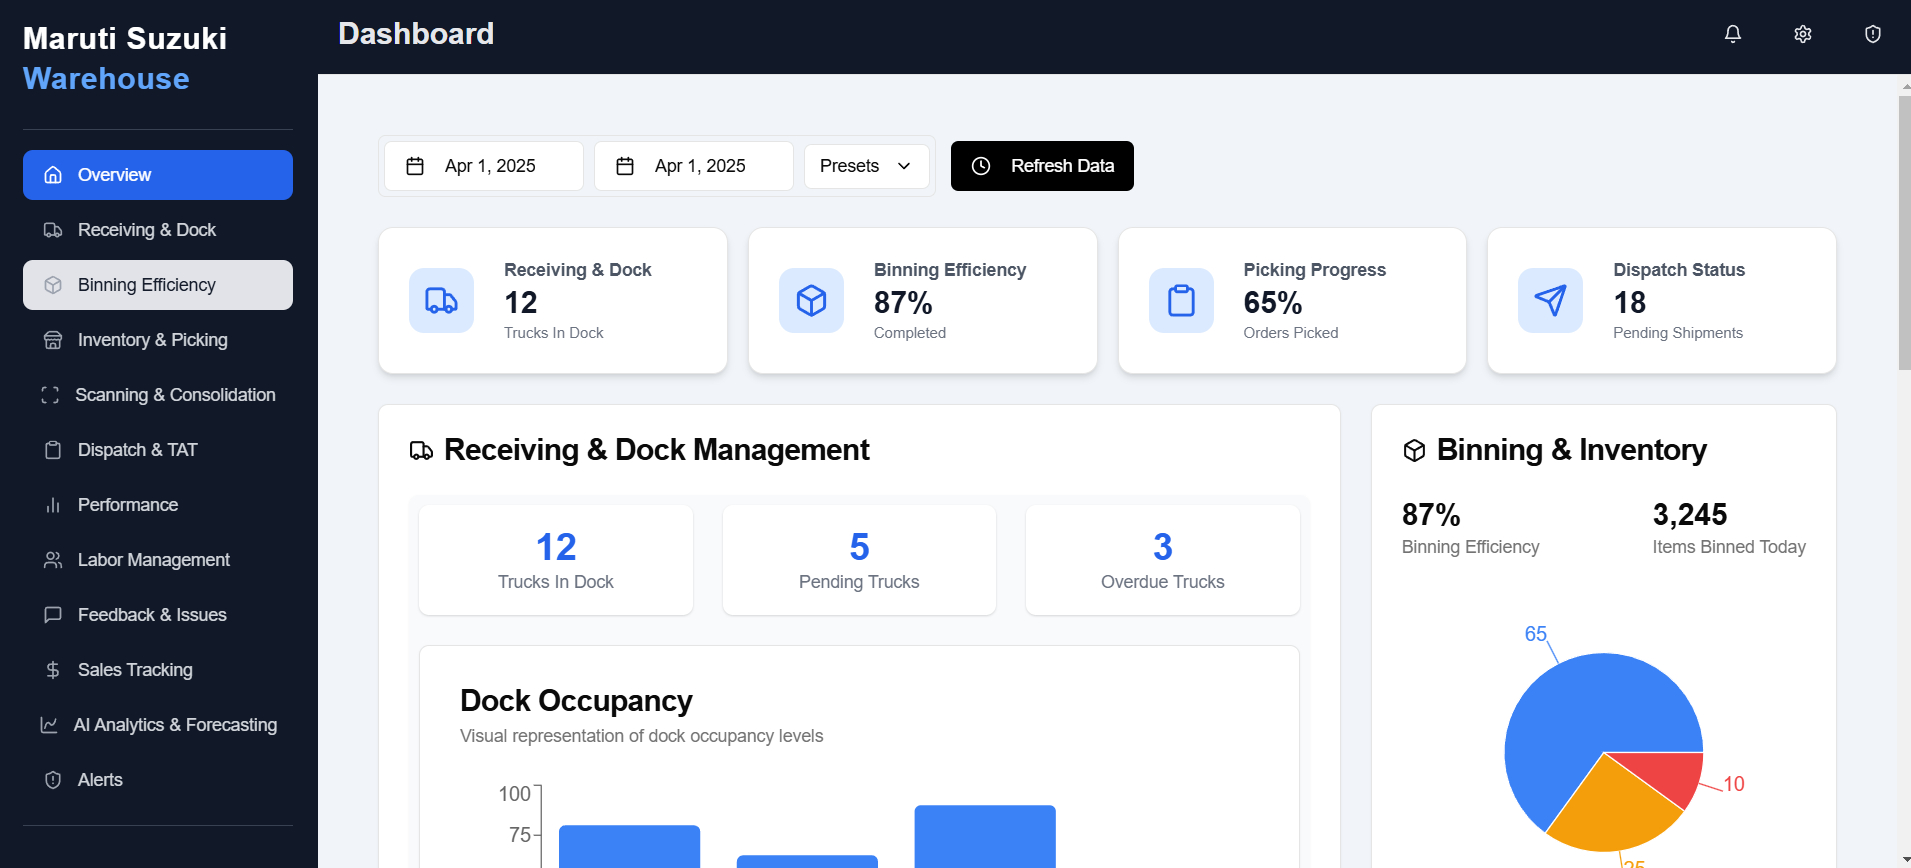 Maruti Suzuki
Warehouse
Overview
Receiving & Dock
Binning Efficiency
Inventory & Picking
Scanning & Consolidation
Dispatch & TAT
Performance
Labor Management
Feedback & Issues
Sales Tracking
AI Analytics & Forecasting
Alerts
Dashboard
Apr 1, 2025
Apr 1, 2025
Presets
Refresh Data
Receiving & Dock
12
Trucks In Dock
Binning Efficiency
87%
Completed
Picking Progress
65%
Orders Picked
Dispatch Status
18
Pending Shipments
Receiving & Dock Management
12
Trucks In Dock
5
Pending Trucks
3
Overdue Trucks
Dock Occupancy
Visual representation of dock occupancy levels
100
75
Binning & Inventory
87%
Binning Efficiency
3,245
Items Binned Today
65
10
25